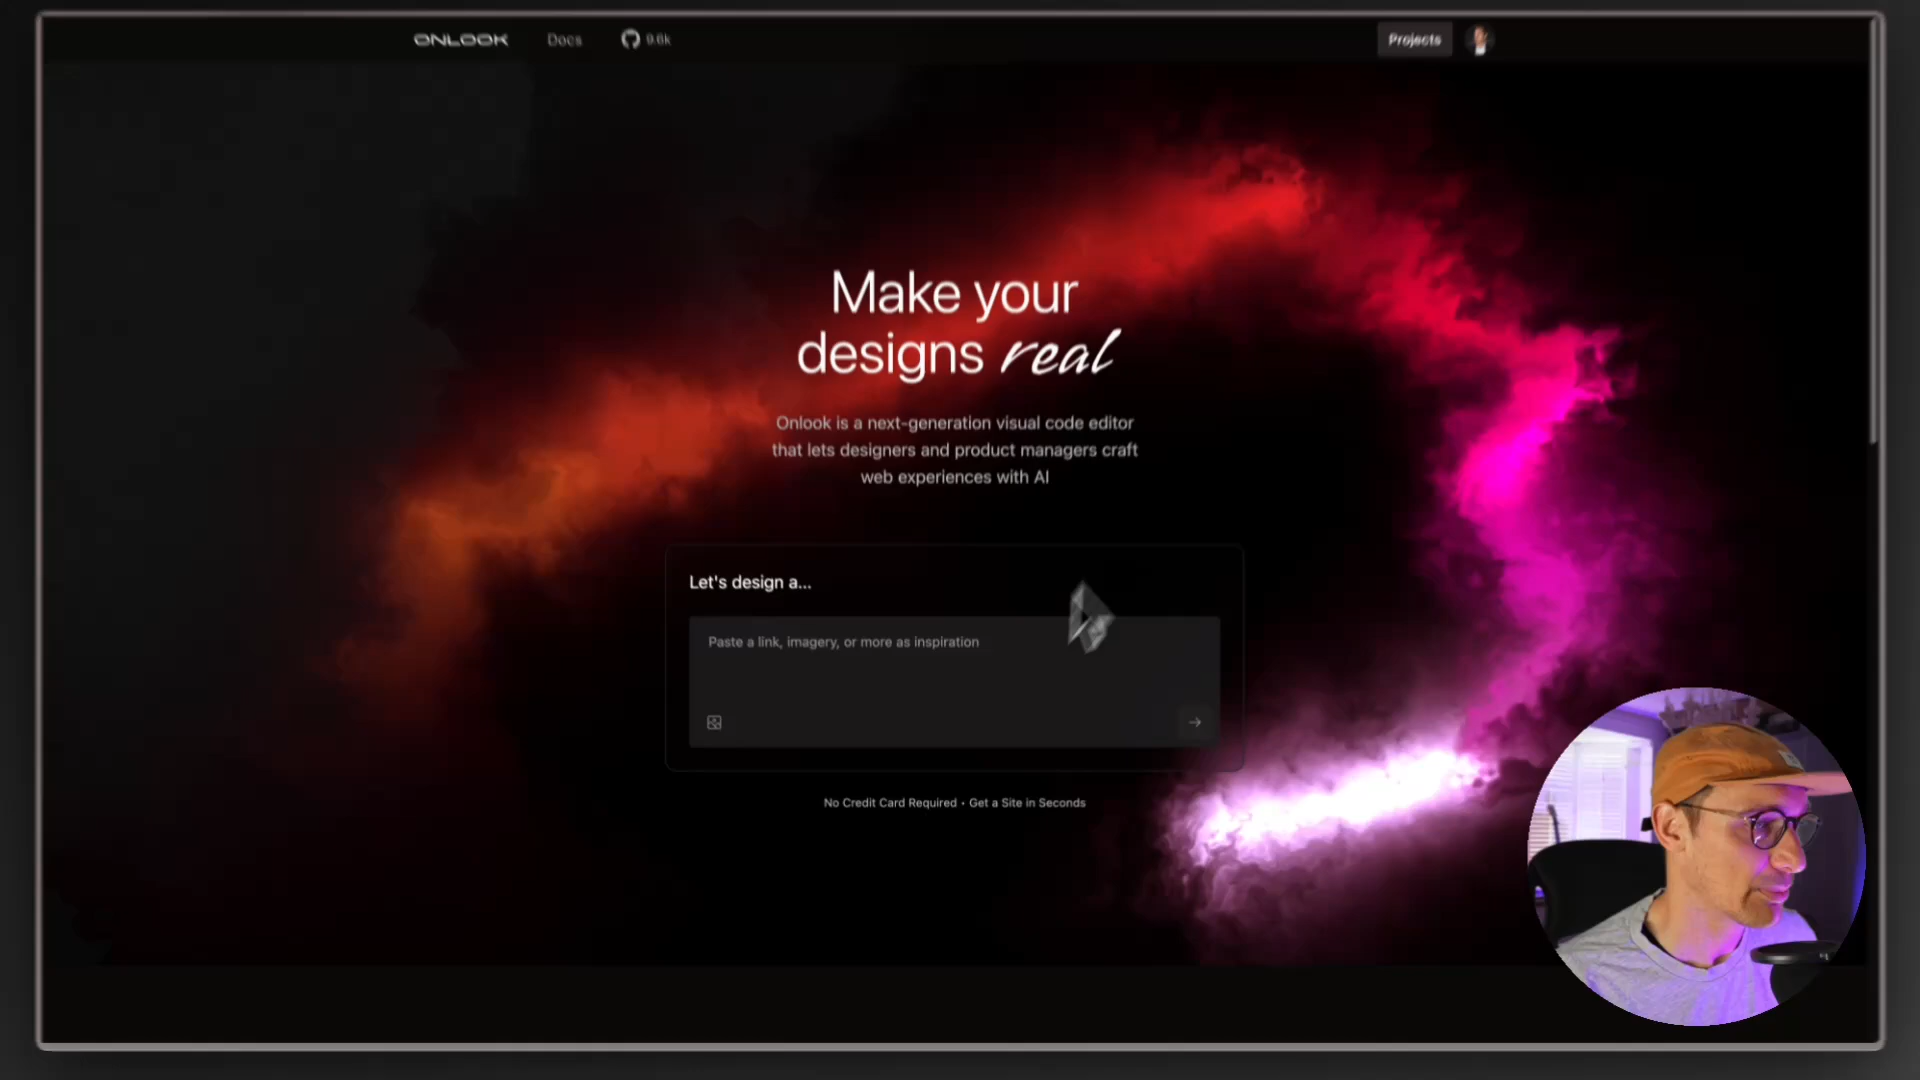 ONLOOK
Docs
9.6k
Projects
Make your
designs real
Onlook is a next-generation visual code editor
that lets designers and product managers craft
web experiences with AI
Let's design a...
Paste a link, imagery, or more as inspiration
No Credit Card Required • Get a Site in Seconds